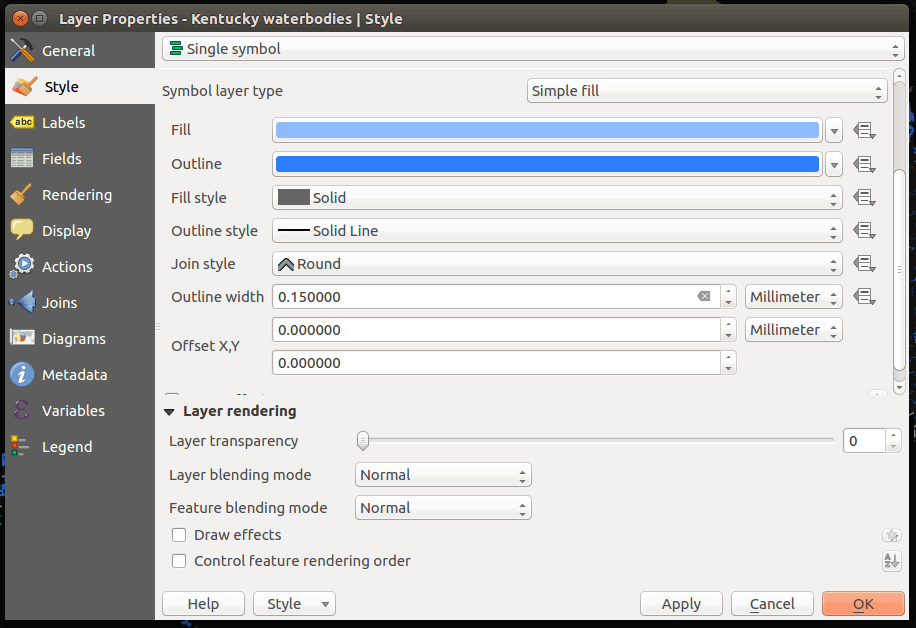 Layer Properties - Kentucky waterbodies | Style
General
Style
abc Labels
Fields
Rendering
Display
Actions
Joins
Diagrams
Metadata
Variables
Legend
Single symbol
Symbol layer type Simple fill
Fill
Outline
Fill style Solid
Outline style Solid Line
Join style Round
Outline width 0.150000 Millimeter
Offset X,Y 0.000000 Millimeter
0.000000
Layer rendering
Layer transparency 0
Layer blending mode Normal
Feature blending mode Normal
Draw effects
Control feature rendering order
Help Style Apply Cancel OK